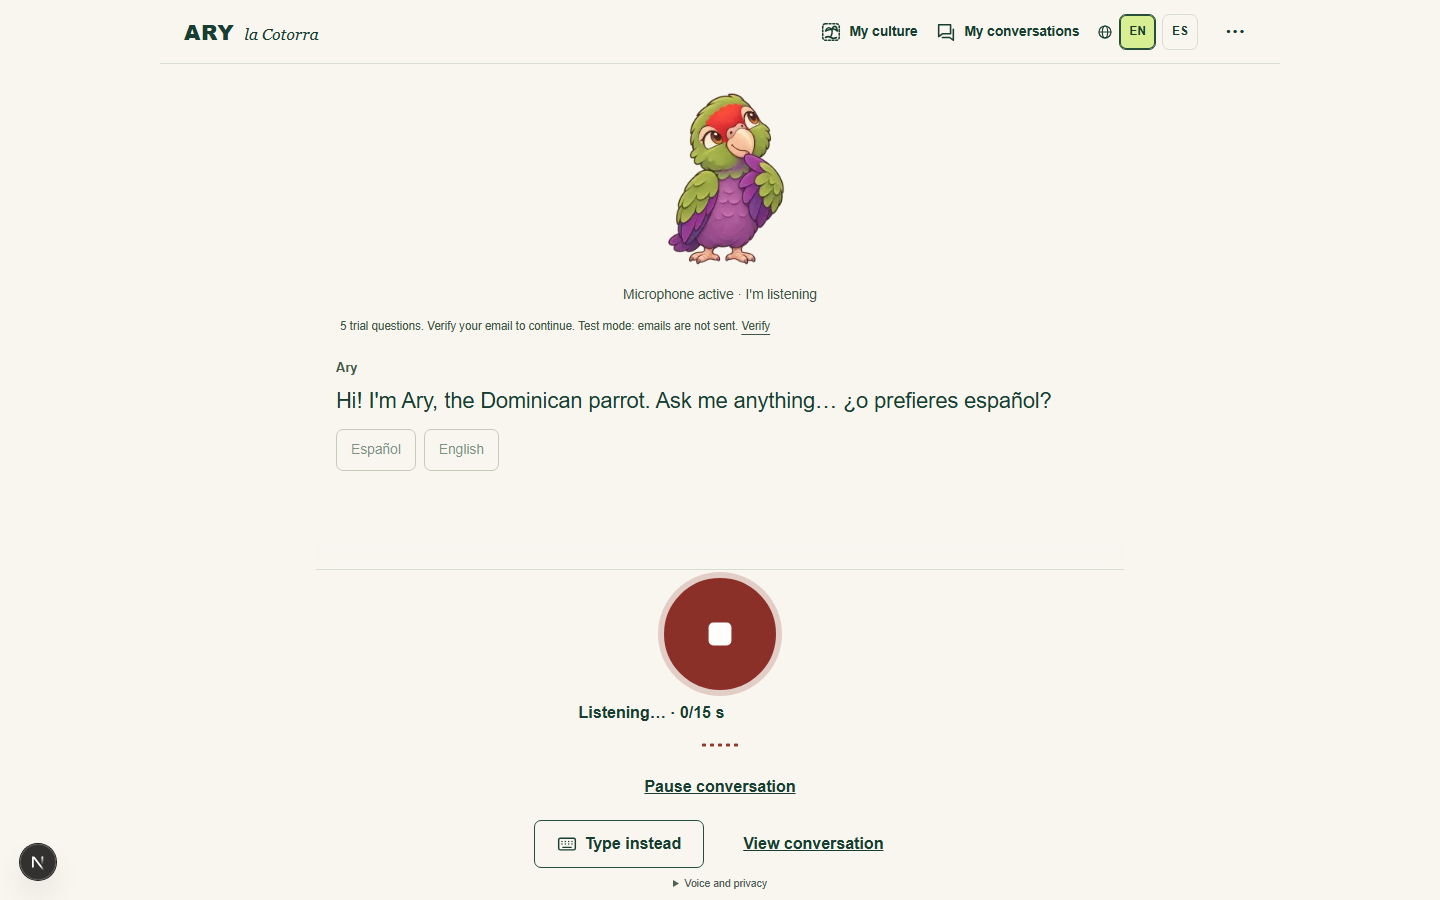 ARY la Cotorra
My culture
My conversations
EN
ES
Microphone active · I'm listening
5 trial questions. Verify your email to continue. Test mode: emails are not sent. Verify
Ary
Hi! I'm Ary, the Dominican parrot. Ask me anything… ¿o prefieres español?
Español
English
Listening… · 0/15 s
Pause conversation
Type instead
View conversation
Voice and privacy
N